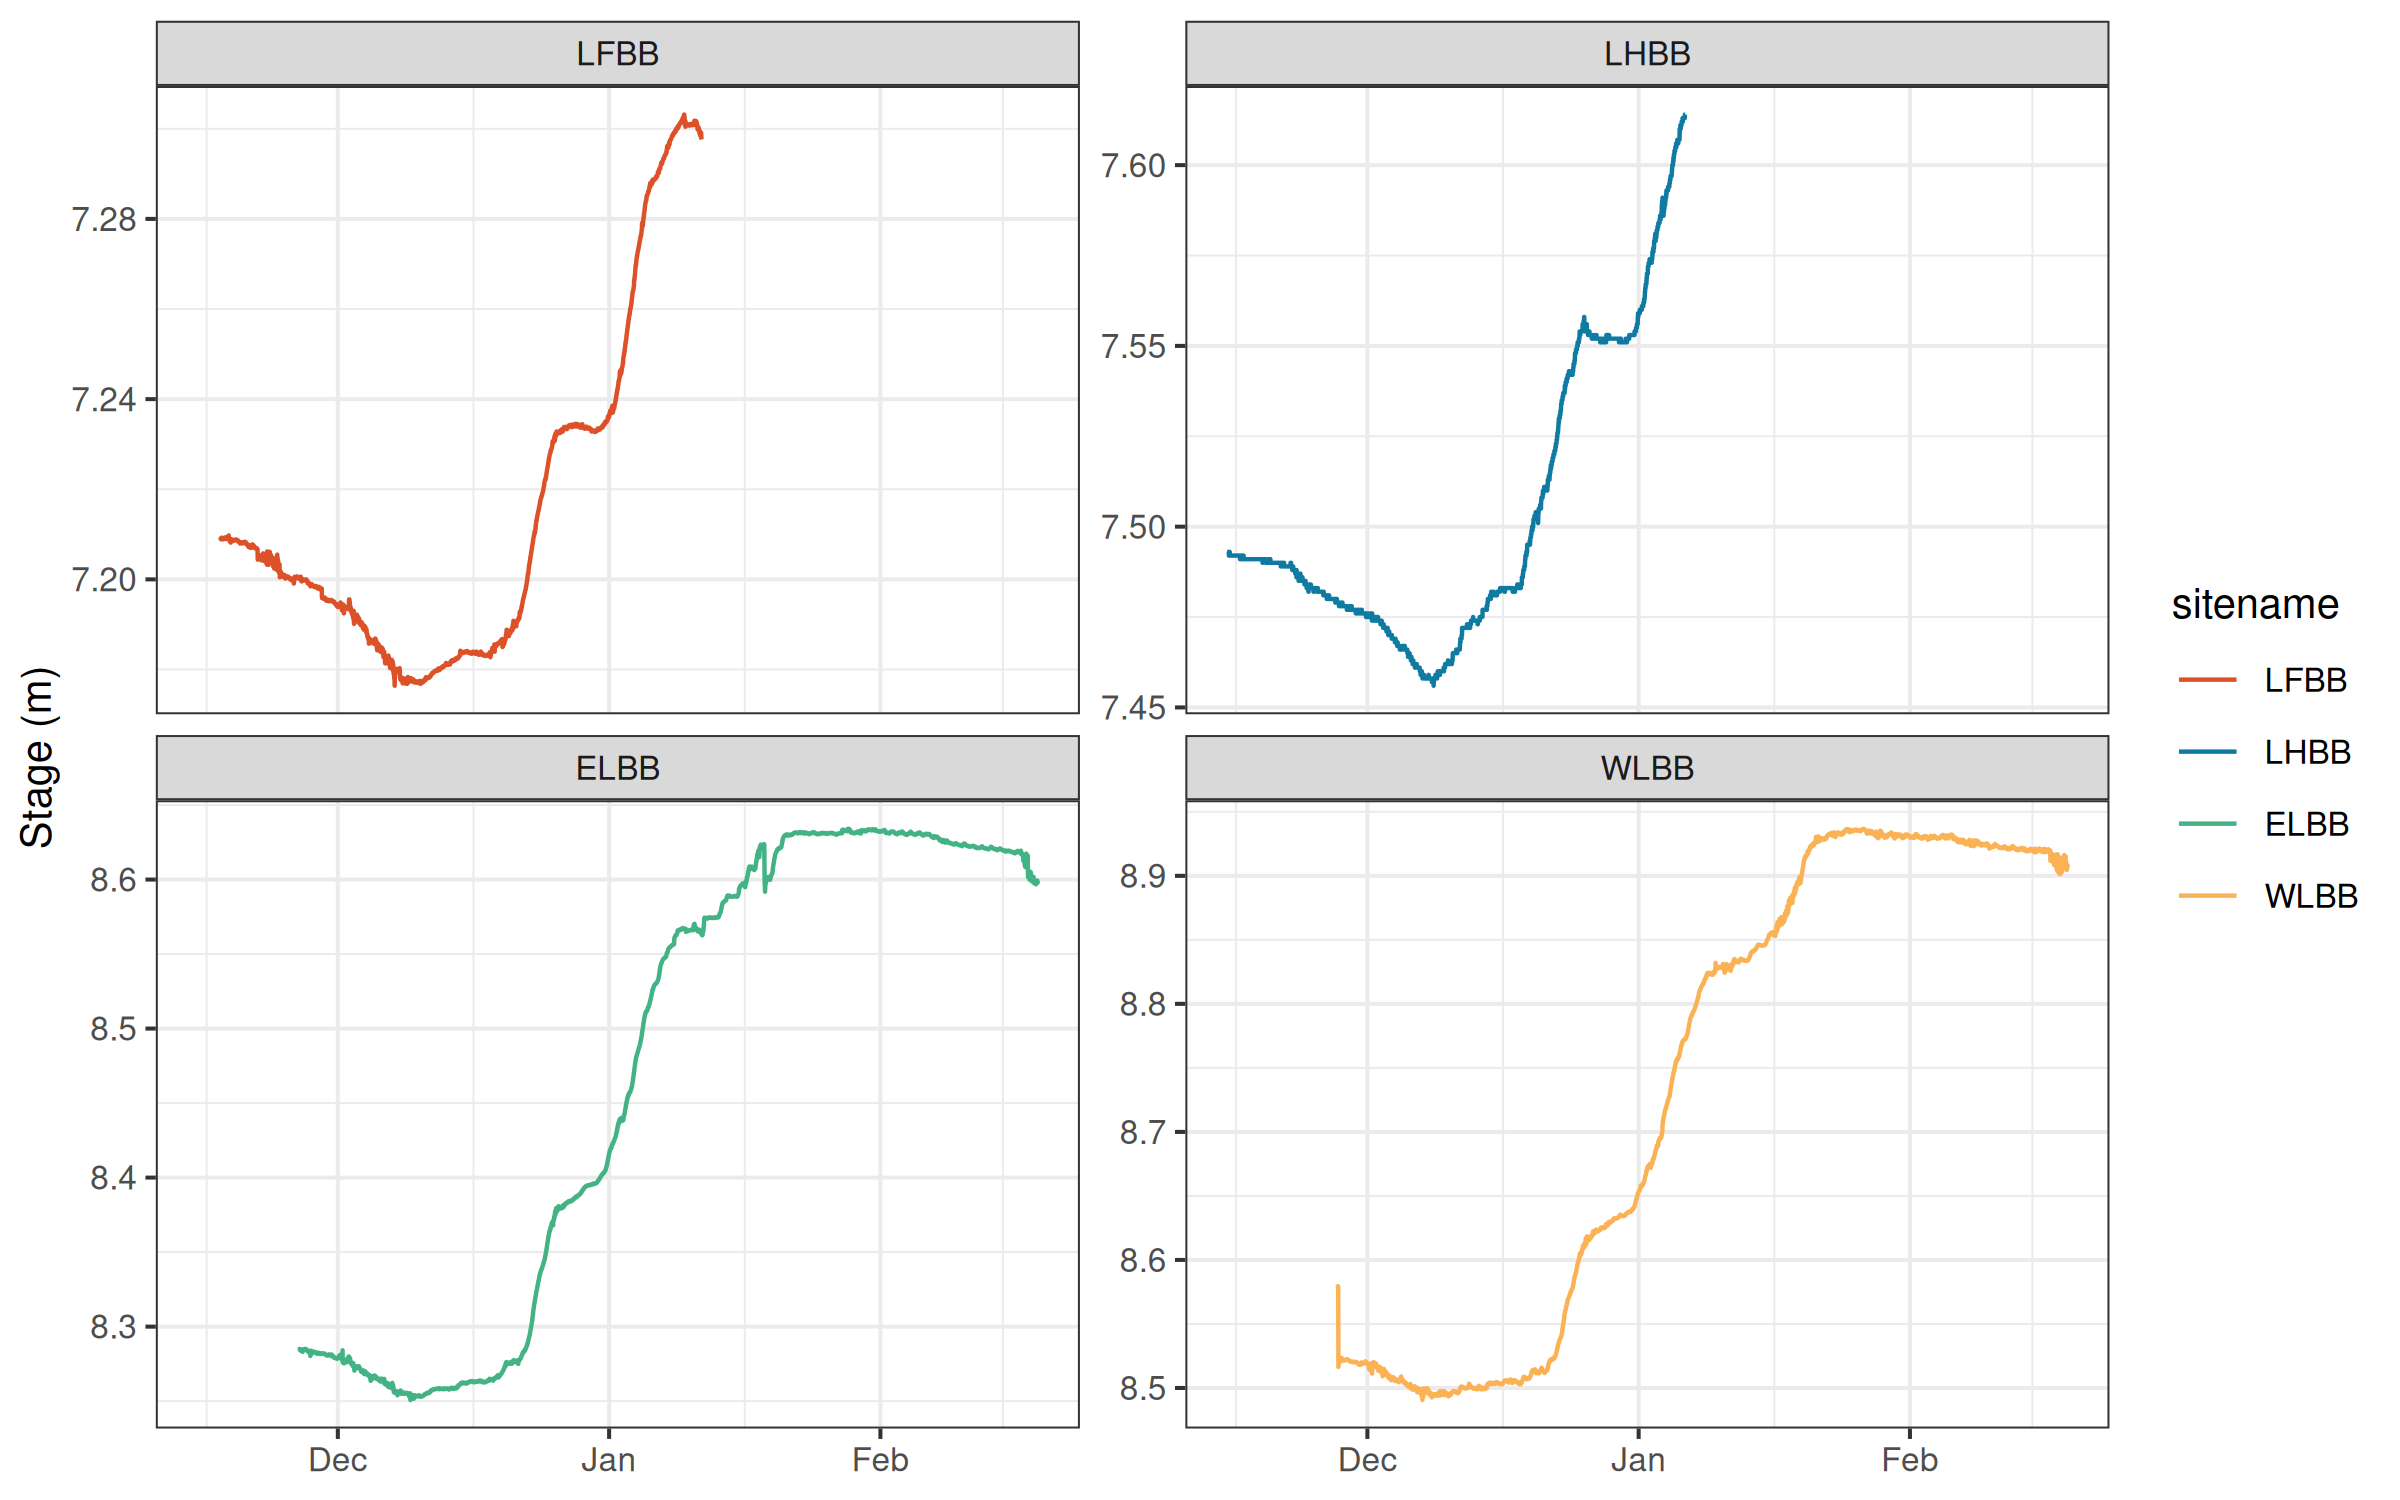 LFBB
LHBB
7.28
7.24
7.20
7.60
7.55
7.50
7.45
Stage (m)
ELBB
WLBB
8.6
8.5
8.4
8.3
8.9
8.8
8.7
8.6
8.5
Dec Jan Feb
Dec Jan Feb
sitename
LFBB
LHBB
ELBB
WLBB